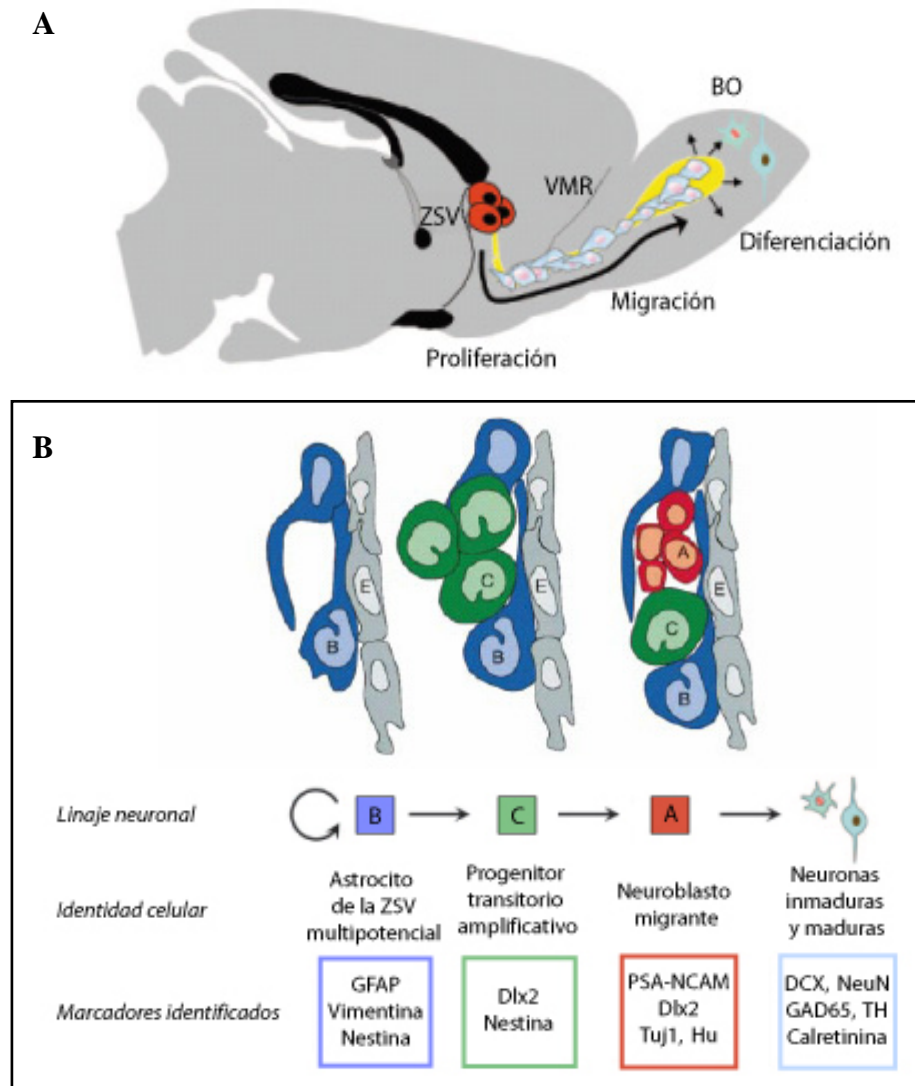 A
BO
ZSV
VMR
Diferenciación
Migración
Proliferación
B
E
B
E
C
B
A
E
C
B
Linaje neuronal
B
C
A
Identidad celular
Astrocito
de la ZSV
multipotencial
Progenitor
transitorio
amplificativo
Neuroblasto
migrante
Neuronas
inmaduras
y maduras
Marcadores identificados
GFAP
Vimentina
Nestina
Dlx2
Nestina
PSA-NCAM
Dlx2
Tuj1, Hu
DCX, NeuN
GAD65, TH
Calretinina